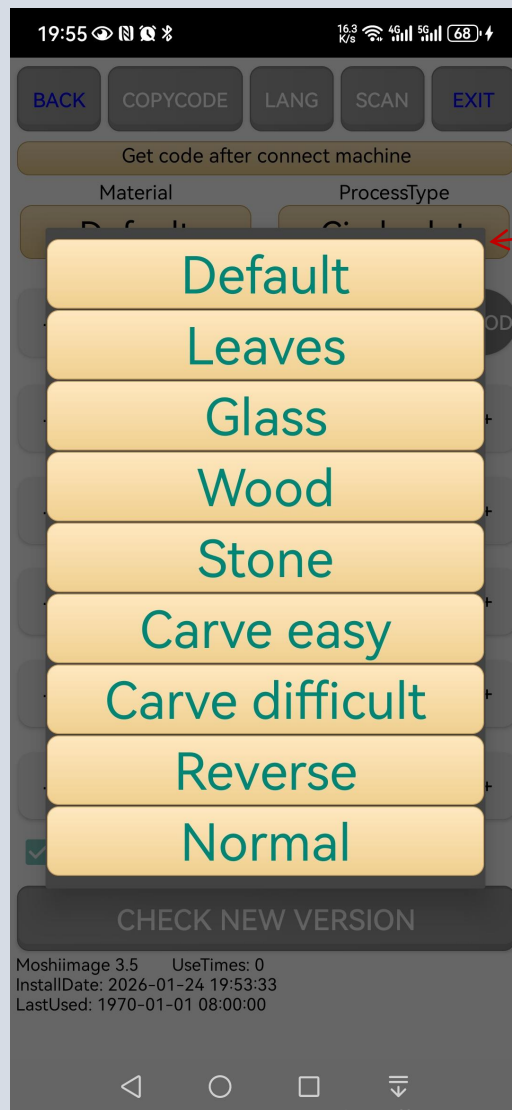 19:55 16.3 K/s 4G 5G 68
BACK COPYCODE LANG SCAN EXIT
Get code after connect machine
Material ProcessType
Default
Default
Leaves
Glass
Wood
Stone
Carve easy
Carve difficult
Reverse
Normal
CHECK NEW VERSION
Moshiimage 3.5 UseTimes: 0
InstallDate: 2026-01-24 19:53:33
LastUsed: 1970-01-01 08:00:00